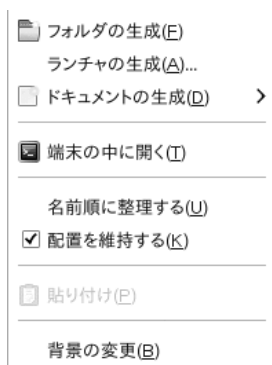 フォルダの生成(F)
ランチャの生成(A)...
ドキュメントの生成(D)
端末の中に開く(T)
名前順に整理する(U)
配置を維持する(K)
貼り付け(P)
背景の変更(B)